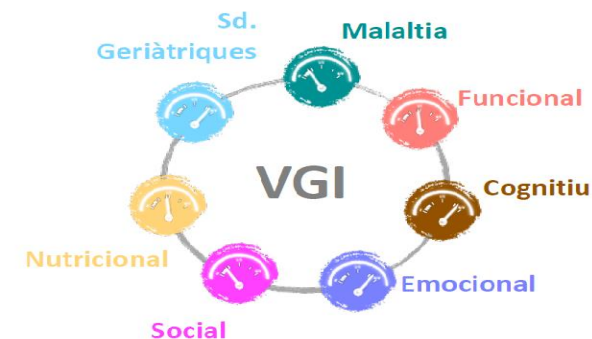 Sd.
Geriàtriques
Malaltia
Funcional
VGI
Cognitiu
Nutricional
Emocional
Social